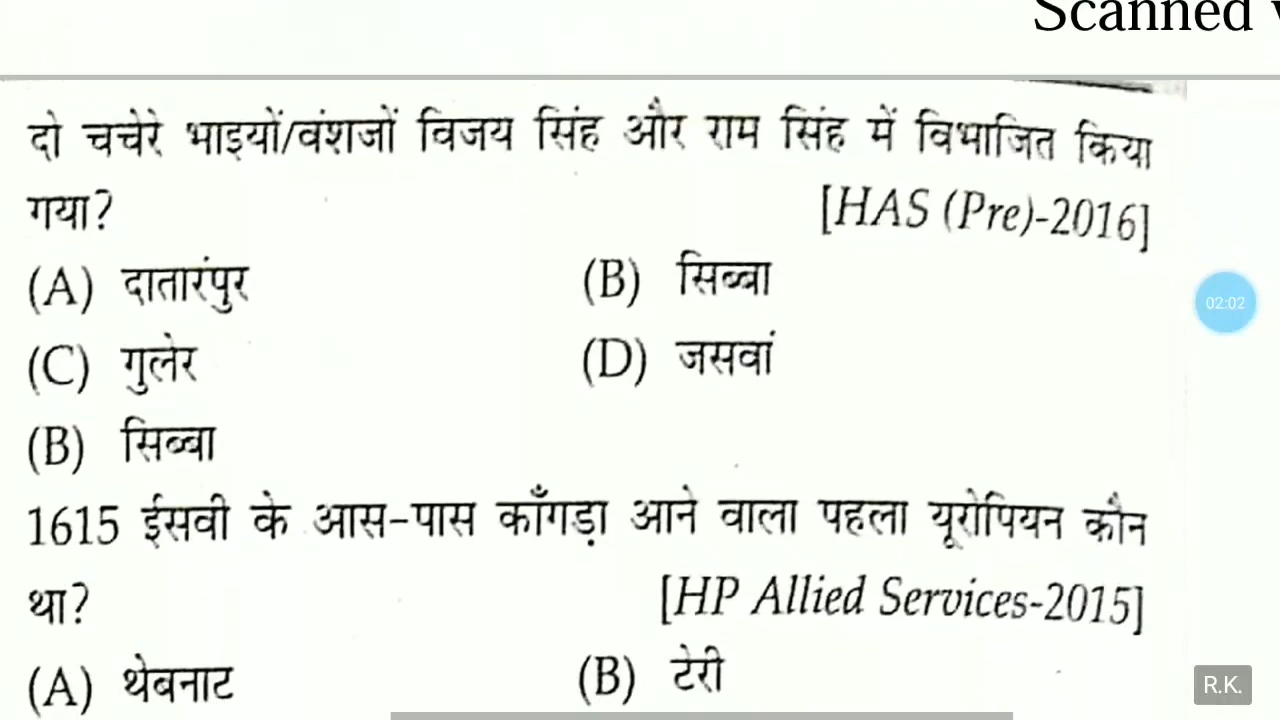 Scanned
दो चचेरे भाइयों/वंशजों विजय सिंह और राम सिंह में विभाजित किया
गया? [HAS (Pre)-2016]
(A) दातारंपुर (B) सिब्बा
(C) गुलेर (D) जसवां
(B) सिब्बा
1615 ईसवी के आस-पास काँगड़ा आने वाला पहला यूरोपियन कौन
था? [HP Allied Services-2015]
(A) थेबनाट (B) टेरी
02:02
R.K.